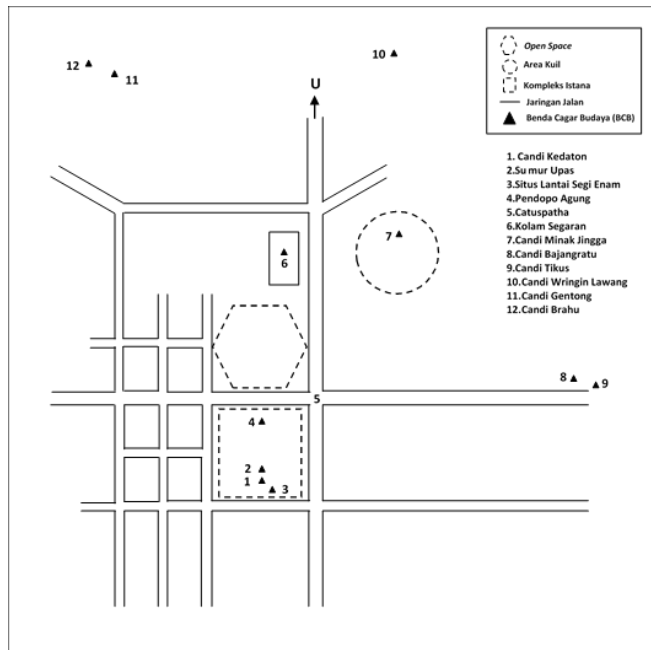 12
11
10
U
Open Space
Area Kuil
Kompleks Istana
Jaringan Jalan
Benda Cagar Budaya (BCB)
1. Candi Kedaton
2.Sumur Upas
3.Situs Lantai Segi Enam
4.Pendopo Agung
5.Catuspatha
6.Kolam Segaran
7.Candi Minak Jingga
8.Candi Bajangratu
9.Candi Tikus
10.Candi Wringin Lawang
11.Candi Gentong
12.Candi Brahu
7
6
8
9
5
4
2
1
3